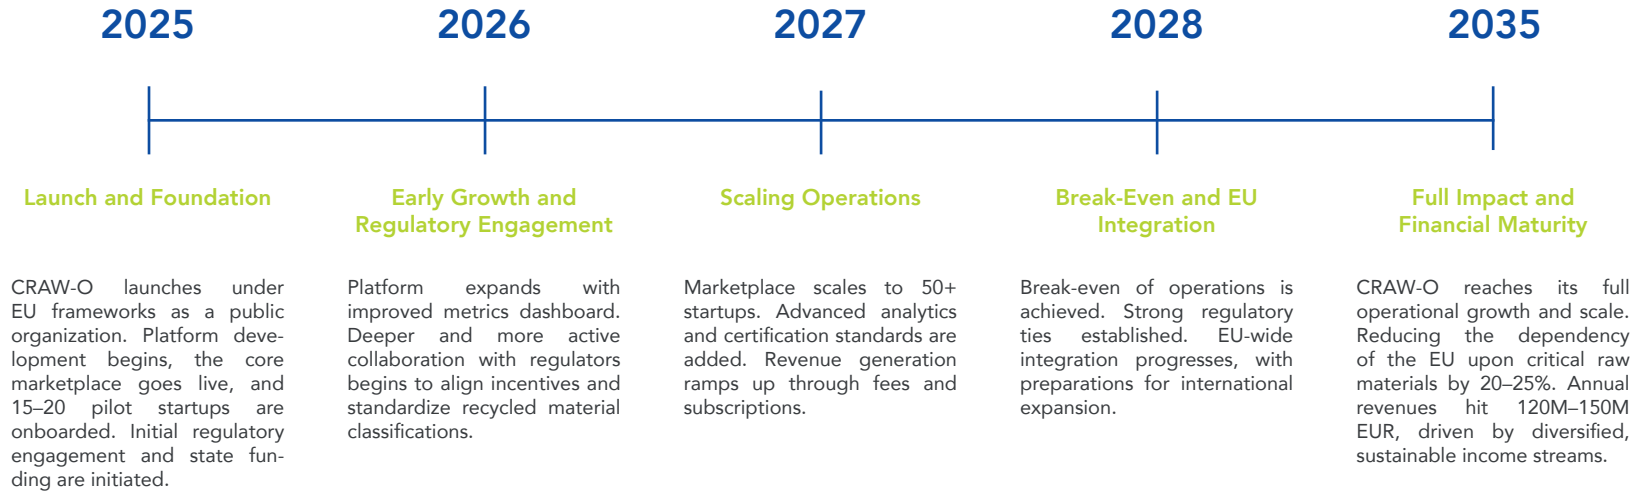 2025
Launch and Foundation
CRAW-O launches under
EU frameworks as a public
organization. Platform deve-
lopment begins, the core
marketplace goes live, and
15–20 pilot startups are
onboarded. Initial regulatory
engagement and state fun-
ding are initiated.
2026
Early Growth and
Regulatory Engagement
Platform expands with
improved metrics dashboard.
Deeper and more active
collaboration with regulators
begins to align incentives and
standardize recycled material
classifications.
2027
Scaling Operations
Marketplace scales to 50+
startups. Advanced analytics
and certification standards are
added. Revenue generation
ramps up through fees and
subscriptions.
2028
Break-Even and EU
Integration
Break-even of operations is
achieved. Strong regulatory
ties established. EU-wide
integration progresses, with
preparations for international
expansion.
2035
Full Impact and
Financial Maturity
CRAW-O reaches its full
operational growth and scale.
Reducing the dependency
of the EU upon critical raw
materials by 20–25%. Annual
revenues hit 120M–150M
EUR, driven by diversified,
sustainable income streams.